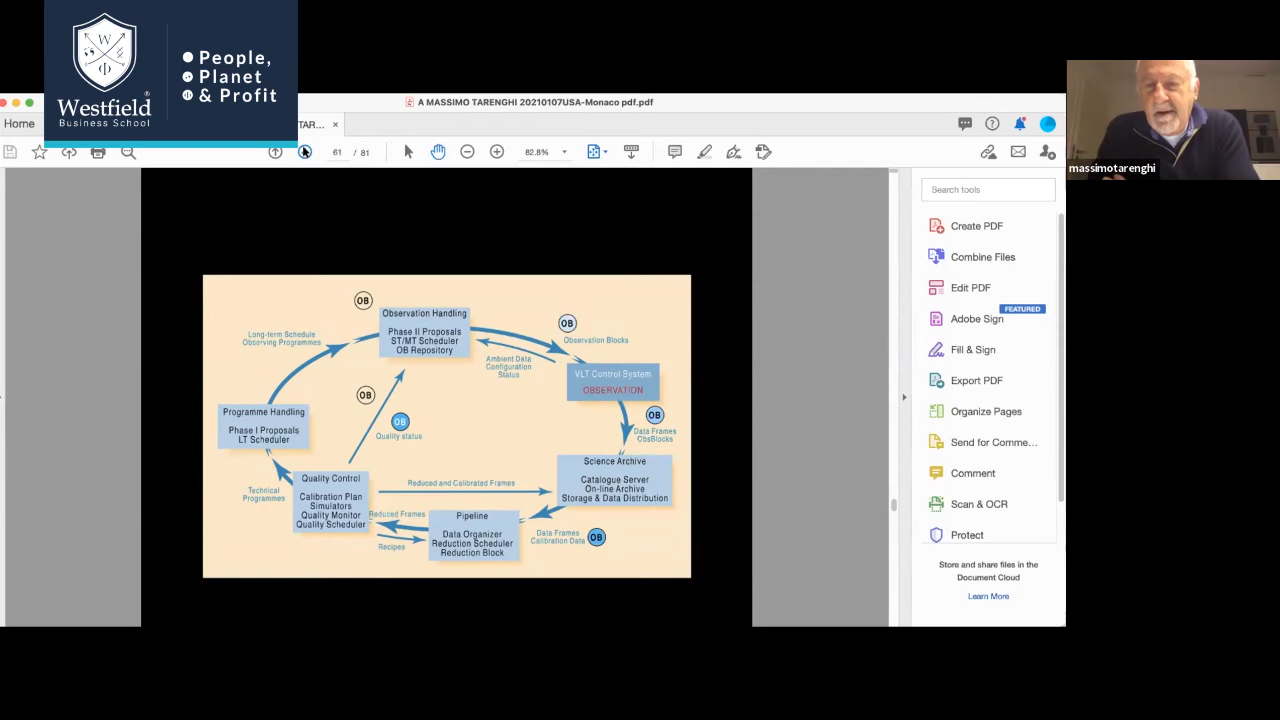 People,
Planet
& Profit
W
Westfield®
Business School
A MASSIMO TARENGHI 20210107USA-Monaco pdf.pdf
Home
TAR... ×
61 / 81
82.8%
massimotarenghi
Search tools
Create PDF
Combine Files
Edit PDF
FEATURED
Adobe Sign
Fill & Sign
Export PDF
Organize Pages
Send for Comme...
Comment
Scan & OCR
Protect
Store and share files in the
Document Cloud
Learn More
OB
Observation Handling
Phase II Proposals
ST/MT Scheduler
OB Repository
Long-term Schedule
Observing Programmes
OB
Observation Blocks
Ambient Data
Configuration
Status
VLT Control System
OBSERVATION
OB
OB
Quality status
OB
Data Frames
ObsBlocks
Programme Handling
Phase I Proposals
LT Scheduler
Science Archive
Catalogue Server
On-line Archive
Storage & Data Distribution
Quality Control
Calibration Plan
Simulators
Quality Monitor
Quality Scheduler
Technical
Programmes
Reduced and Calibrated Frames
Reduced Frames
Recipes
Pipeline
Data Organizer
Reduction Scheduler
Reduction Block
Data Frames
Calibration Data
OB